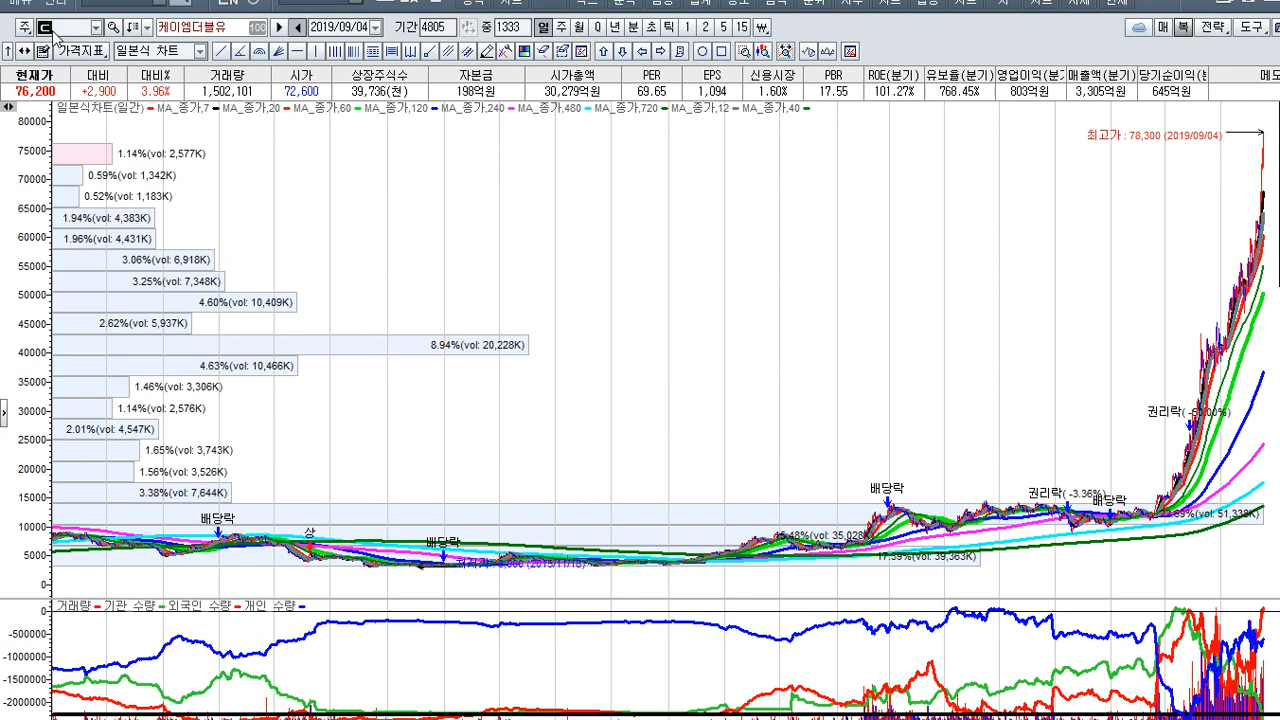 주 ㄷ 케이엠더블유 100 2019/09/04 기간 4805 중 1333 일 주 월 Q 년 분 초 틱 1 2 5 15 ₩ 매 복 전략 도구
가격지표 일본식 차트
현재가 대비 대비% 거래량 시가 상장주식수 자본금 시가총액 PER EPS 신용시장 PBR ROE(분기) 유보율(분기) 영업이익(분기 매출액(분기) 당기순이익(분 메도
76,200 +2,900 3.96% 1,502,101 72,600 39,736(천) 198억원 30,279억원 69.65 1,094 1.60% 17.55 101.27% 768.45% 803억원 3,305억원 645억원
일본식차트(일간) MA_종가,7 MA_종가,20 MA_종가,60 MA_종가,120 MA_종가,240 MA_종가,480 MA_종가,720 MA_종가,12 MA_종가,40
80000
최고가 : 78,300 (2019/09/04)
75000 1.14%(vol: 2,577K)
70000 0.59%(vol: 1,342K)
0.52%(vol: 1,183K)
65000 1.94%(vol: 4,383K)
60000 1.96%(vol: 4,431K)
55000 3.06%(vol: 6,918K)
3.25%(vol: 7,348K)
50000 4.60%(vol: 10,409K)
45000 2.62%(vol: 5,937K)
40000 8.94%(vol: 20,228K)
4.63%(vol: 10,466K)
35000 1.46%(vol: 3,306K)
30000 1.14%(vol: 2,576K) 권리락( -50.00%)
25000 2.01%(vol: 4,547K)
1.65%(vol: 3,743K)
20000 1.56%(vol: 3,526K)
15000 3.38%(vol: 7,644K) 배당락 권리락( -3.36%) 배당락
배당락 51,338K)
10000 상 배당락 15.48%(vol: 35,028K)
5000 17.39%(vol: 39,363K)
(2015/11/18)
0
거래량 기관 수량 외국인 수량 개인 수량
0
-500000
-1000000
-1500000
-2000000